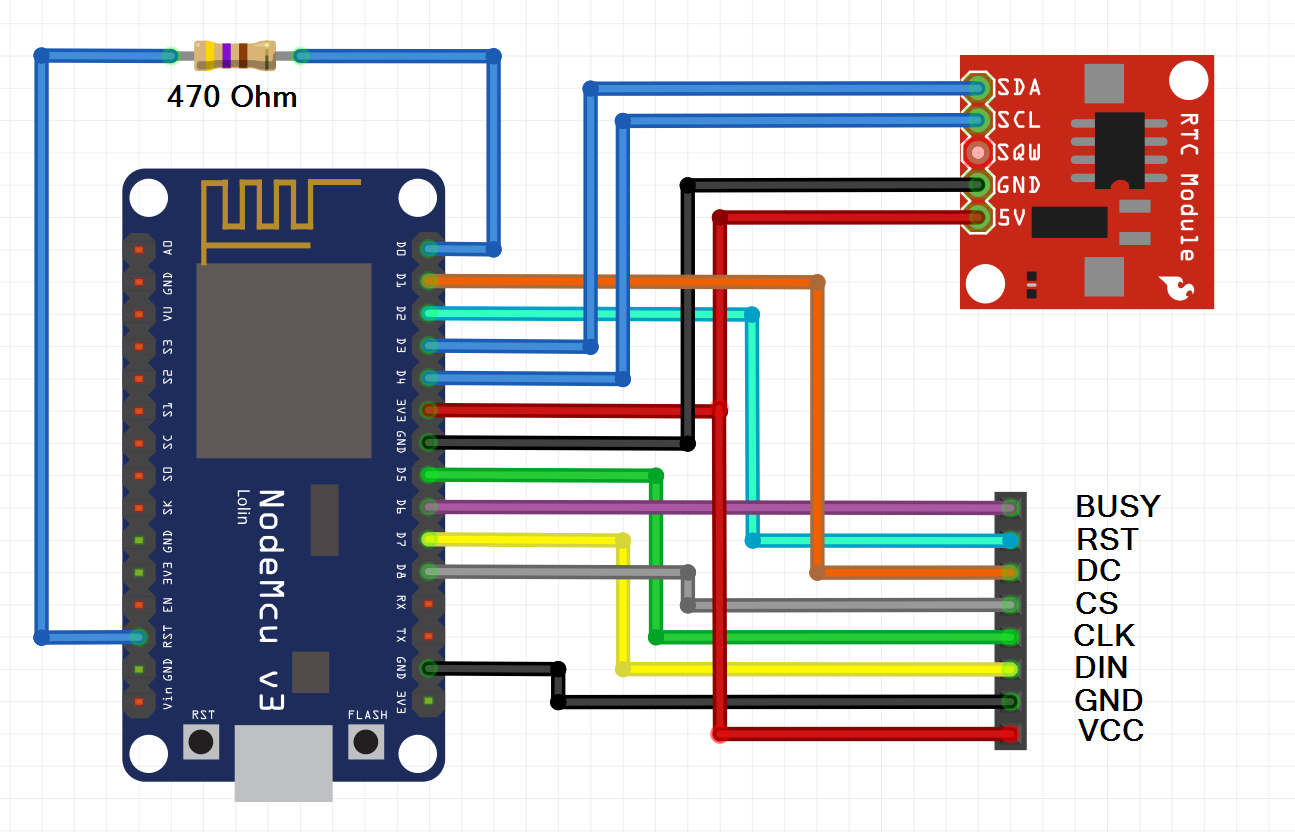 470 Ohm
SDA
SCL
SQW
GND
5V
RTC Module
A0
GND
VU
S3
S2
S1
SC
S0
SK
GND
3V3
EN
RST
GND
Vin
D0
D1
D2
D3
D4
3V3
GND
D5
D6
D7
D8
RX
TX
GND
3V3
NodeMcu v3
Lolin
RST
FLASH
BUSY
RST
DC
CS
CLK
DIN
GND
VCC